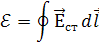 ℰ = ∮ E⃗ст dl⃗